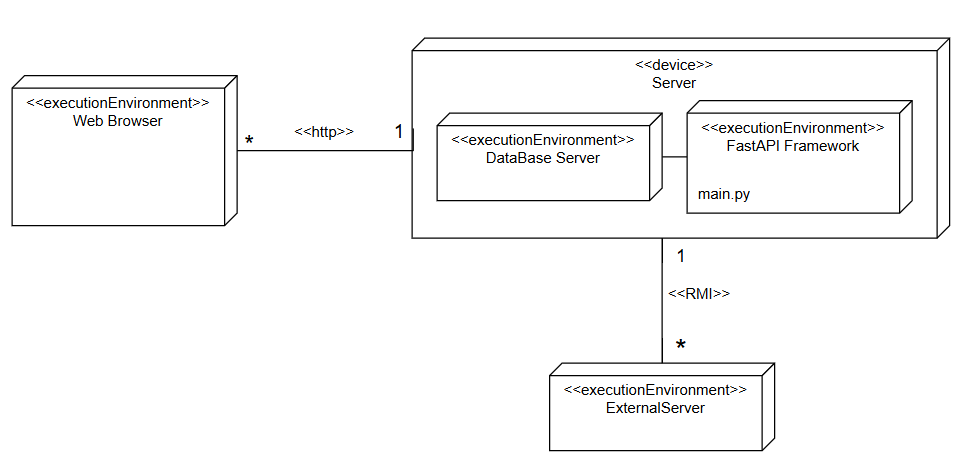 <<device>>
Server
<<executionEnvironment>>
Web Browser
*
<<http>>
1
<<executionEnvironment>>
DataBase Server
<<executionEnvironment>>
FastAPI Framework
main.py
1
<<RMI>>
*
<<executionEnvironment>>
ExternalServer